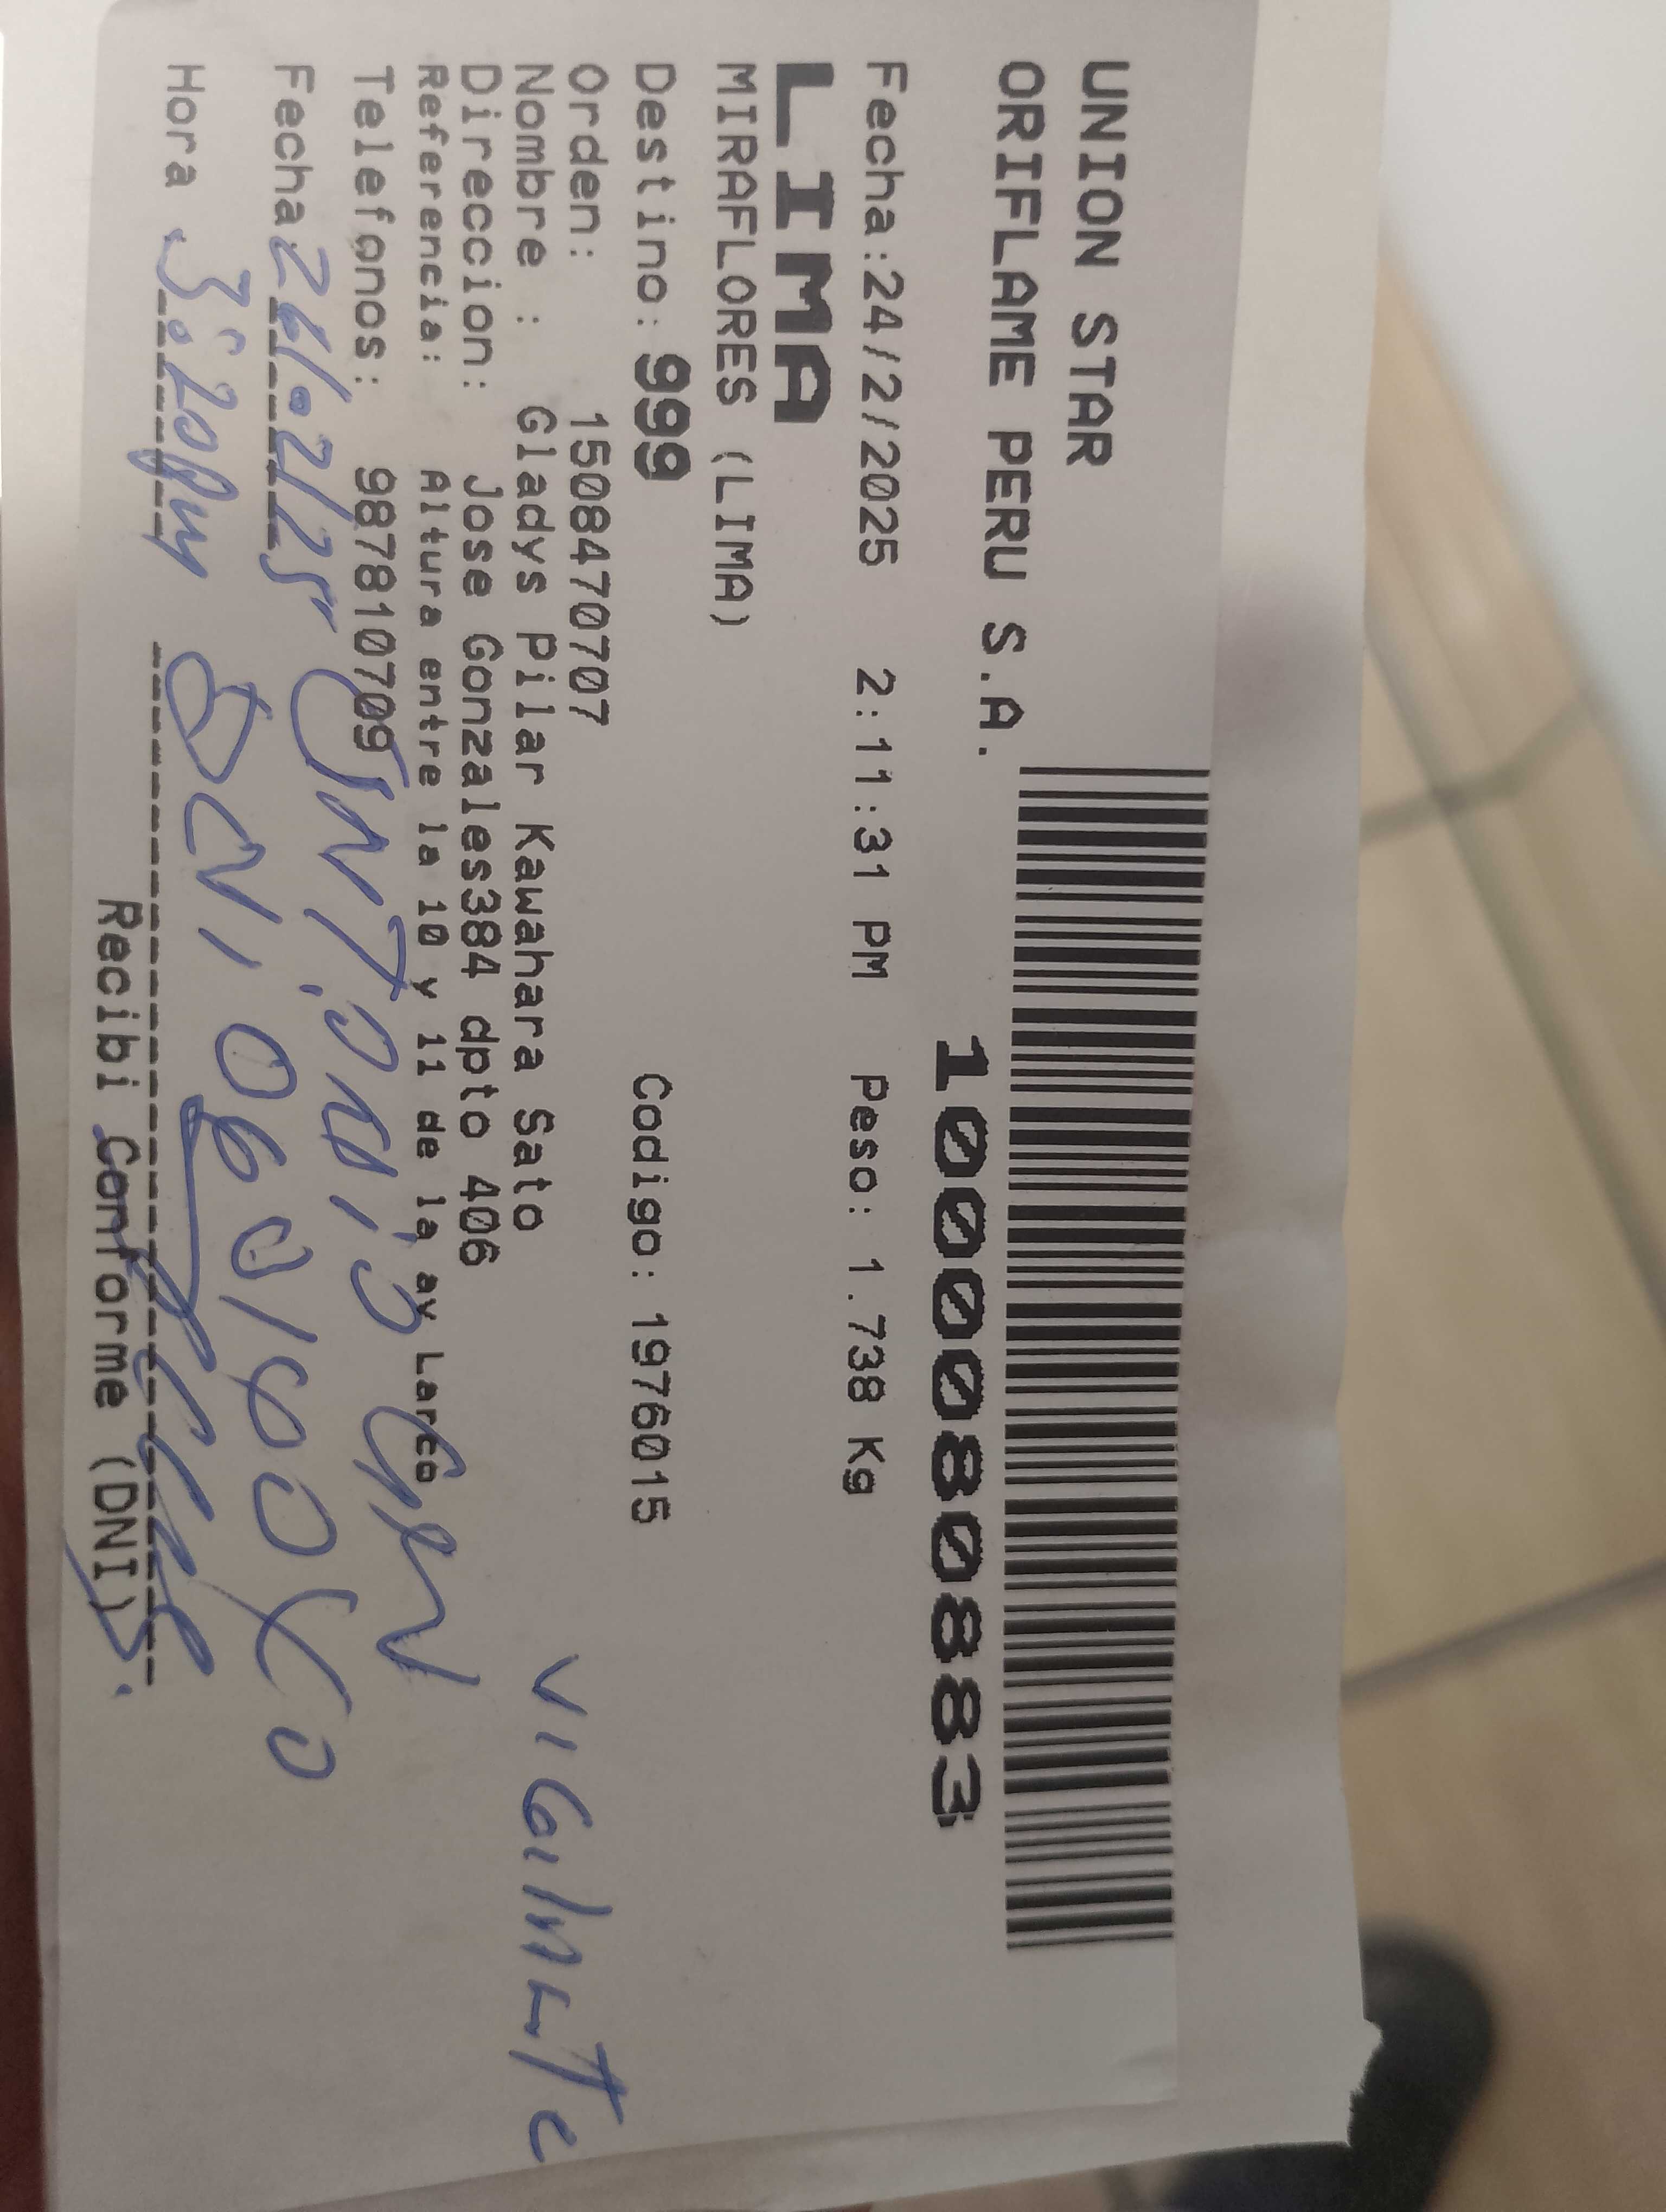 UNION STAR
ORIFLAME PERU S.A.
10000808883
Fecha:24/2/2025 2:11:31 PM Peso: 1.738 Kg
LIMA
MIRAFLORES (LIMA)
Destino: 999 Codigo: 1976015
Orden: 1508470707
Nombre : Gladys Pilar Kawahara Sato
Direccion: Jose Gonzales384 dpto 406
Referencia: Altura entre la 10 y 11 de la av Larco
Telefonos: 987810709
VIGILANTE
Fecha 26/2/25
Hora 3:20PM DNI
Recibi Conforme (DNI)